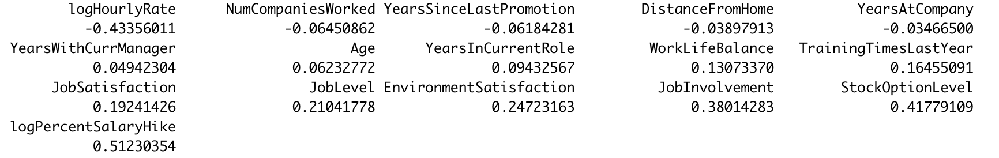 logHourlyRate NumCompaniesWorked YearsSinceLastPromotion DistanceFromHome YearsAtCompany
-0.43356011 -0.06450862 -0.06184281 -0.03897913 -0.03466500
YearsWithCurrManager Age YearsInCurrentRole WorkLifeBalance TrainingTimesLastYear
0.04942304 0.06232772 0.09432567 0.13073370 0.16455091
JobSatisfaction JobLevel EnvironmentSatisfaction JobInvolvement StockOptionLevel
0.19241426 0.21041778 0.24723163 0.38014283 0.41779109
logPercentSalaryHike
0.51230354